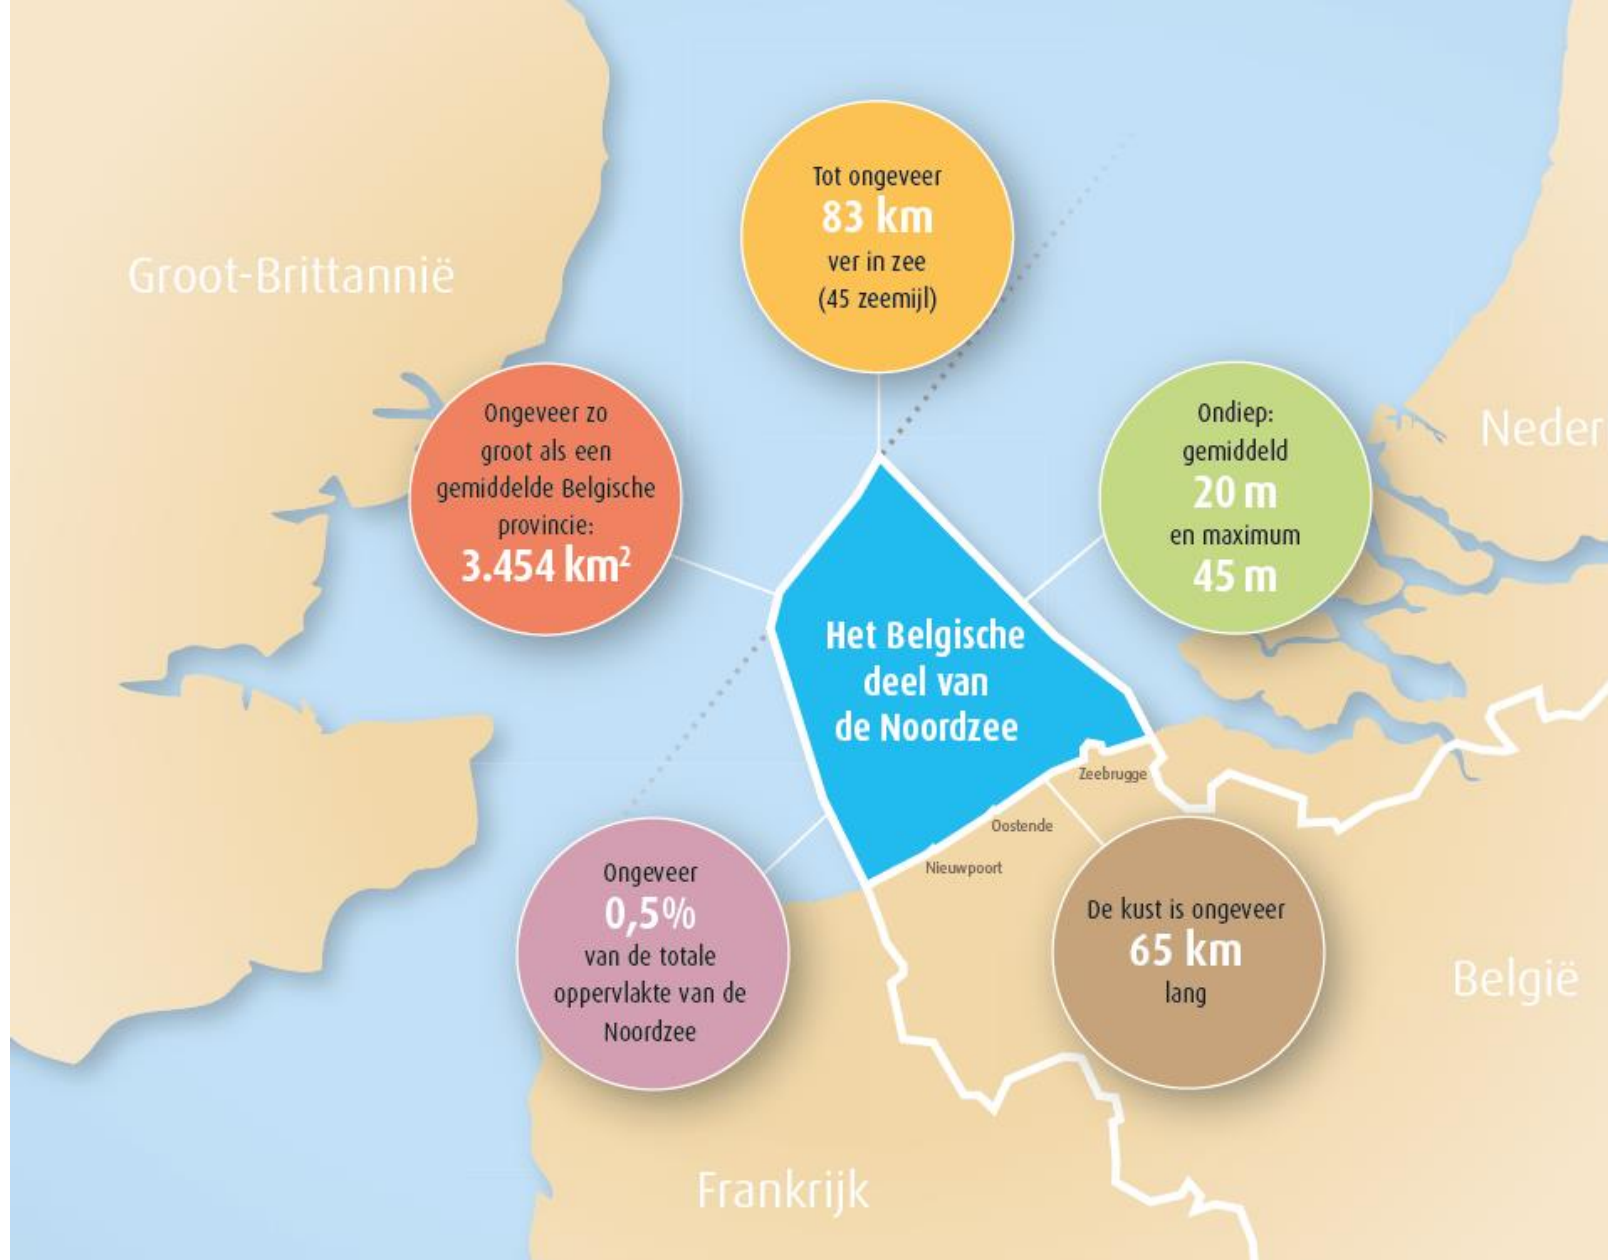 Tot ongeveer
83 km
ver in zee
(45 zeemijl)
Groot-Brittannië
Ongeveer zo
groot als een
gemiddelde Belgische
provincie:
3.454 km²
Ondiep:
gemiddeld
20 m
en maximum
45 m
Neder
Het Belgische
deel van
de Noordzee
Zeebrugge
Oostende
Nieuwpoort
Ongeveer
0,5%
van de totale
oppervlakte van de
Noordzee
De kust is ongeveer
65 km
lang
België
Frankrijk